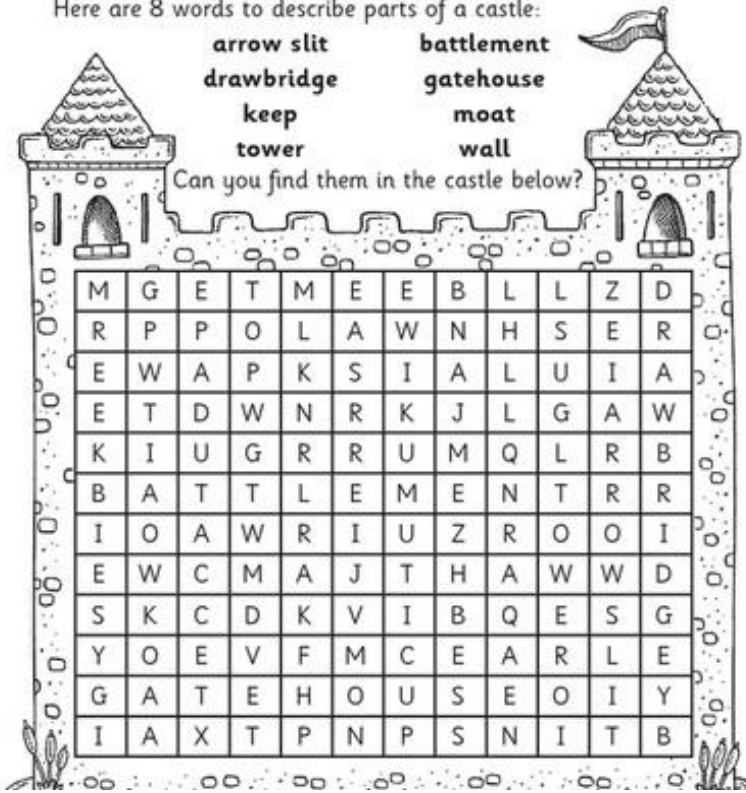 Here are 8 words to describe parts of a castle:
arrow slit battlement
drawbridge gatehouse
keep moat
tower wall
Can you find them in the castle below?
M G E T M E E B L L Z D
R P P O L A W N H S E R
E W A P K S I A L U I A
E T D W N R K J L G A W
K I U G R R U M Q L R B
B A T T L E M E N T R R
I O A W R I U Z R O O I
E W C M A J T H A W W D
S K C D K V I B Q E S G
Y O E V F M C E A R L E
G A T E H O U S E O I Y
I A X T P N P S N I T B